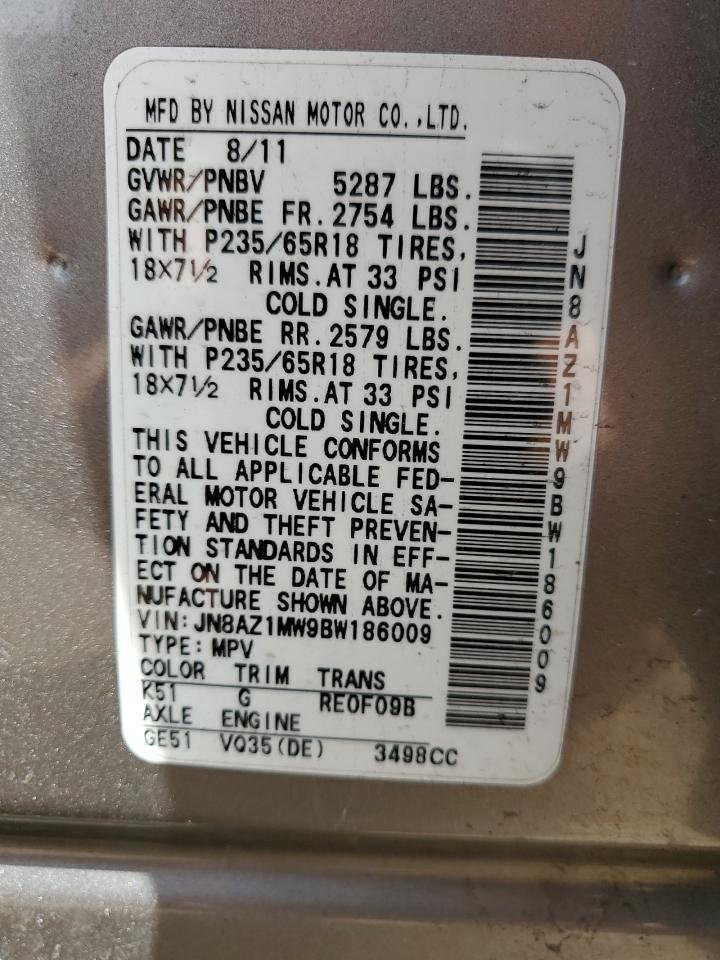 MFD BY NISSAN MOTOR CO.,LTD.
DATE 8/11
GVWR/PNBV 5287 LBS.
GAWR/PNBE FR. 2754 LBS.
WITH P235/65R18 TIRES,
18X7½ RIMS. AT 33 PSI
COLD SINGLE.
GAWR/PNBE RR. 2579 LBS.
WITH P235/65R18 TIRES,
18X7½ RIMS. AT 33 PSI
COLD SINGLE.
THIS VEHICLE CONFORMS
TO ALL APPLICABLE FED-
ERAL MOTOR VEHICLE SA-
FETY AND THEFT PREVEN-
TION STANDARDS IN EFF-
ECT ON THE DATE OF MA-
NUFACTURE SHOWN ABOVE.
VIN: JN8AZ1MW9BW186009
TYPE: MPV
COLOR TRIM TRANS
K51 G RE0F09B
AXLE ENGINE
GE51 VQ35(DE) 3498CC
JN8AZ1MW9BW186009